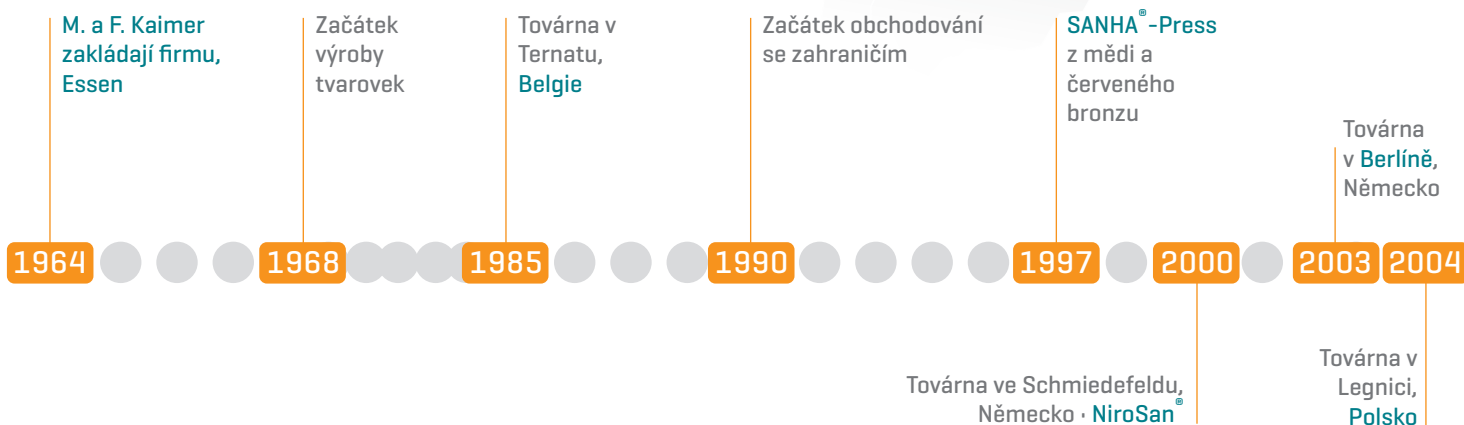 M. a F. Kaimer
zakládají firmu,
Essen
Začátek
výroby
tvarovek
Továrna v
Ternatu,
Belgie
Začátek obchodování
se zahraničím
SANHA®-Press
z mědi a
červeného
bronzu
Továrna
v Berlíně,
Německo
1964
1968
1985
1990
1997
2000
2003
2004
Továrna ve Schmiedefeldu,
Německo · NiroSan®
Továrna v
Legnici,
Polsko